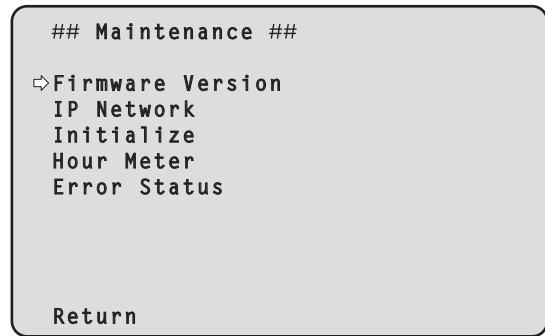 ## Maintenance ##
⇨Firmware Version
IP Network
Initialize
Hour Meter
Error Status
Return